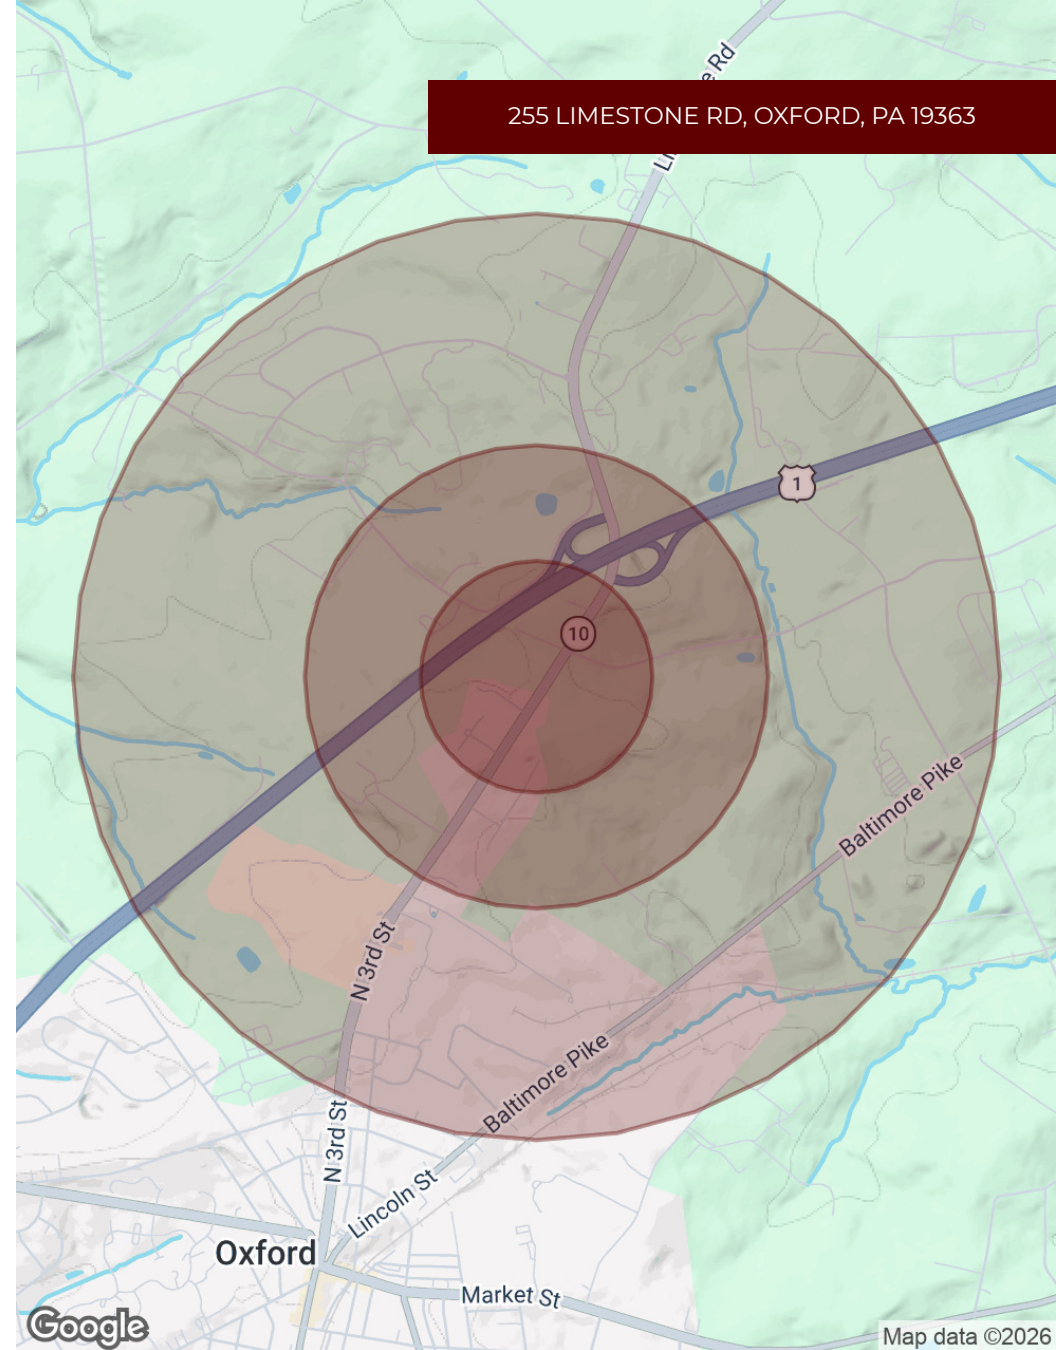 e Rd
255 LIMESTONE RD, OXFORD, PA 19363
1
10
Baltimore Pike
N 3rd St
Baltimore Pike
N 3rd St
Lincoln St
Oxford
Market St
Google
Map data ©2026